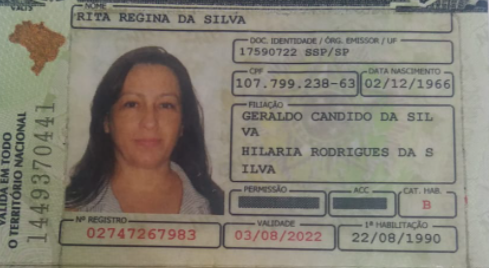 NOME
RITA REGINA DA SILVA
DOC. IDENTIDADE / ÓRG. EMISSOR / UF
17590722 SSP/SP
CPF
107.799.238-63
DATA NASCIMENTO
02/12/1966
FILIAÇÃO
GERALDO CANDIDO DA SIL
VA
HILARIA RODRIGUES DA S
ILVA
PERMISSÃO
ACC
CAT. HAB.
B
Nº REGISTRO
02747267983
VALIDADE
03/08/2022
1ª HABILITAÇÃO
22/08/1990
VÁLIDA EM TODO
O TERRITÓRIO NACIONAL
1449370441